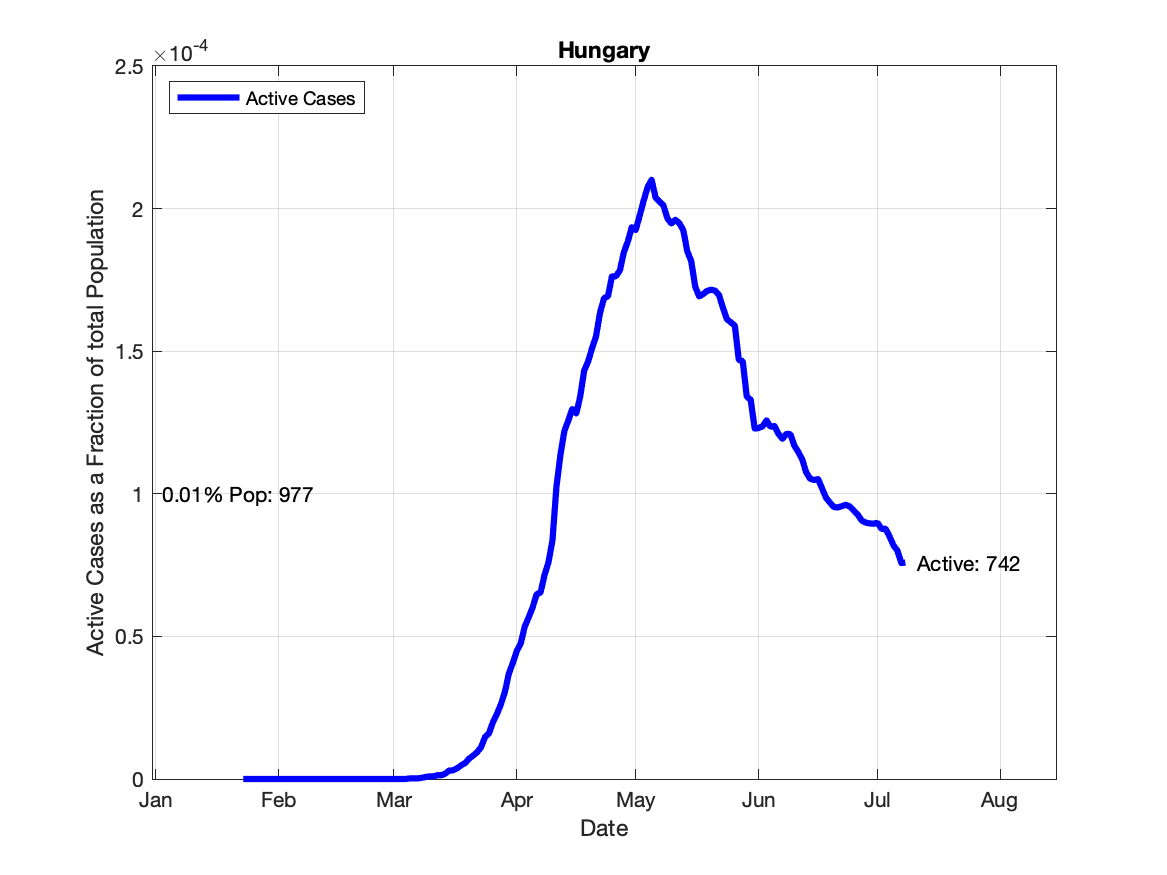 Hungary
×10-4
Active Cases
2.5
2
1.5
1
0.5
0
0.01% Pop: 977
Active: 742
Active Cases as a Fraction of total Population
Jan Feb Mar Apr May Jun Jul Aug
Date